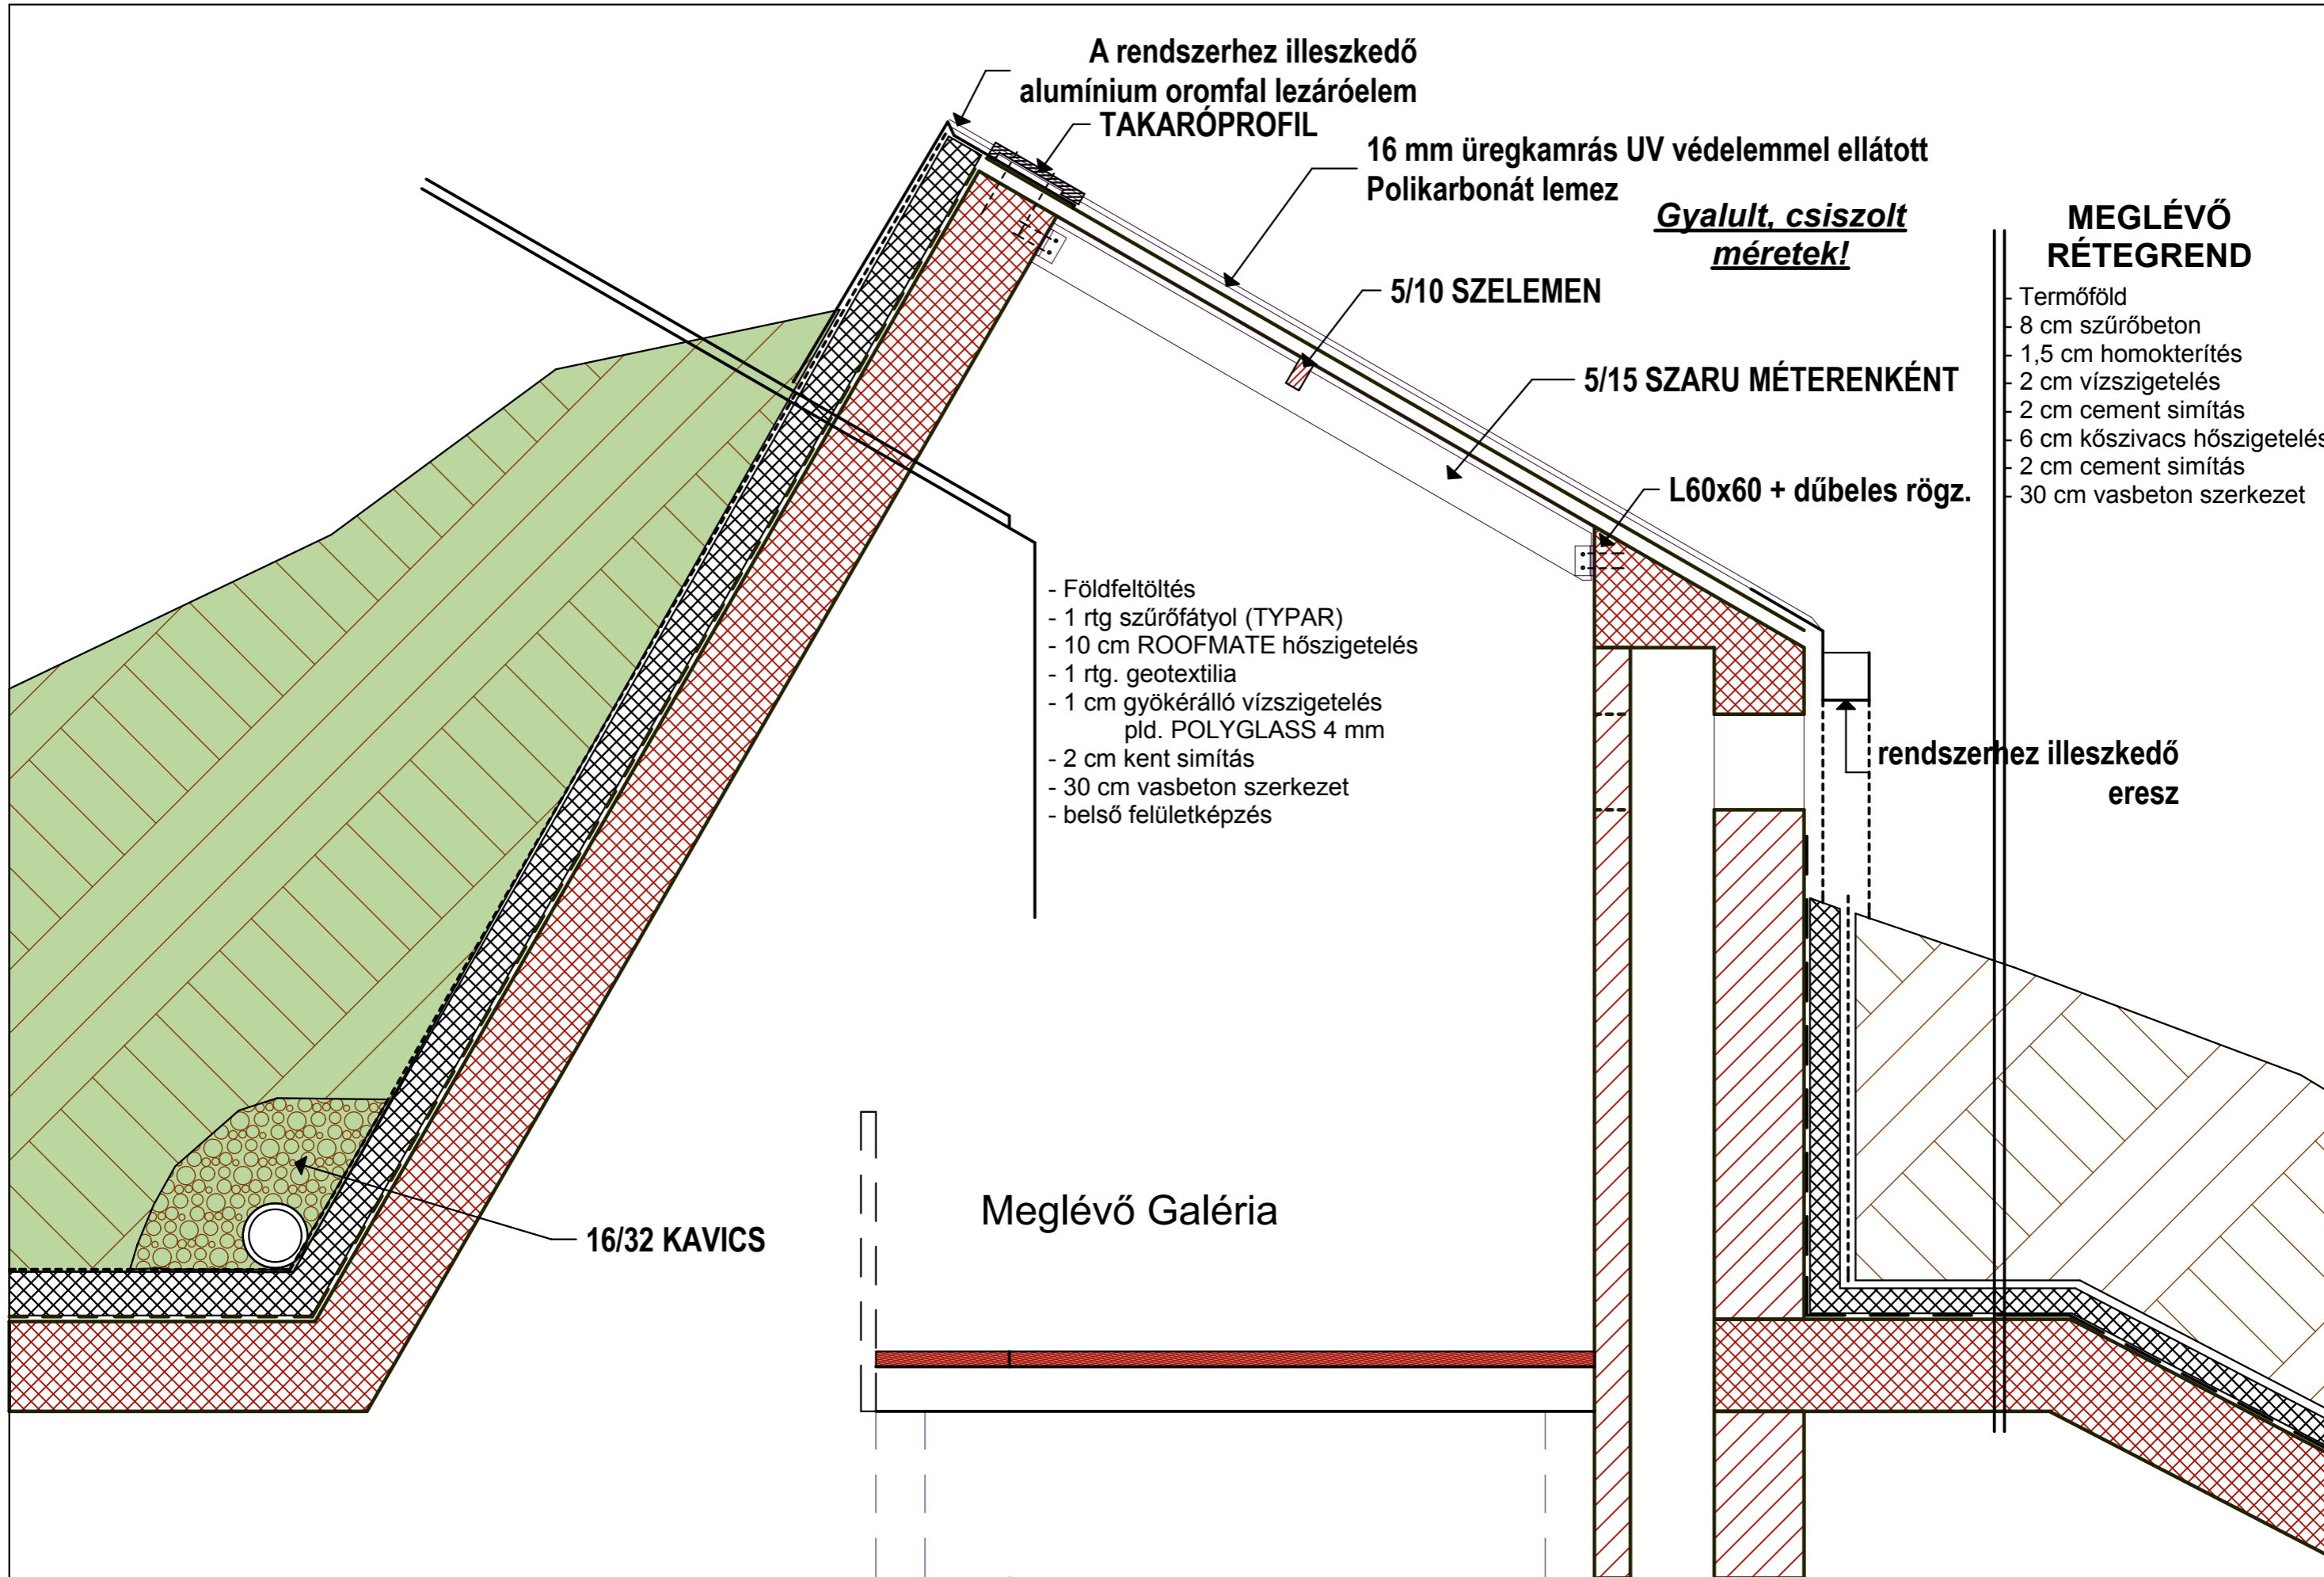 A rendszerhez illeszkedő
alumínium oromfal lezáróelem
TAKARÓPROFIL
16 mm üregkamrás UV védelemmel ellátott
Polikarbonát lemez
Gyalult, csiszolt
méretek!
MEGLÉVŐ
RÉTEGREND
- Termőföld
- 8 cm szűrőbeton
- 1,5 cm homokterítés
- 2 cm vízszigetelés
- 2 cm cement simítás
- 6 cm kőszivacs hőszigetelés
- 2 cm cement simítás
- 30 cm vasbeton szerkezet
5/10 SZELEMEN
5/15 SZARU MÉTERENKÉNT
L60x60 + dűbeles rögz.
- Földfeltöltés
- 1 rtg szűrőfátyol (TYPAR)
- 10 cm ROOFMATE hőszigetelés
- 1 rtg. geotextilia
- 1 cm gyökérálló vízszigetelés
pld. POLYGLASS 4 mm
- 2 cm kent simítás
- 30 cm vasbeton szerkezet
- belső felületképzés
rendszerhez illeszkedő
eresz
Meglévő Galéria
16/32 KAVICS